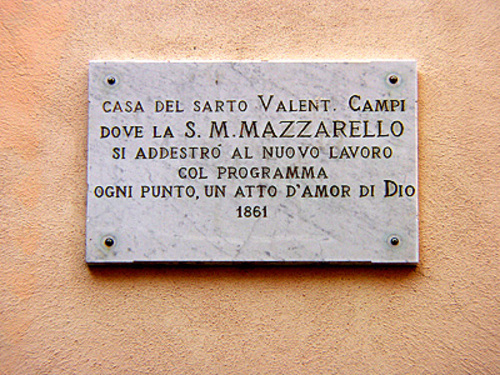 CASA DEL SARTO VALENT. CAMPI
DOVE LA S. M. MAZZARELLO
SI ADDESTRO' AL NUOVO LAVORO
COL PROGRAMMA
OGNI PUNTO, UN ATTO D'AMOR DI DIO
1861